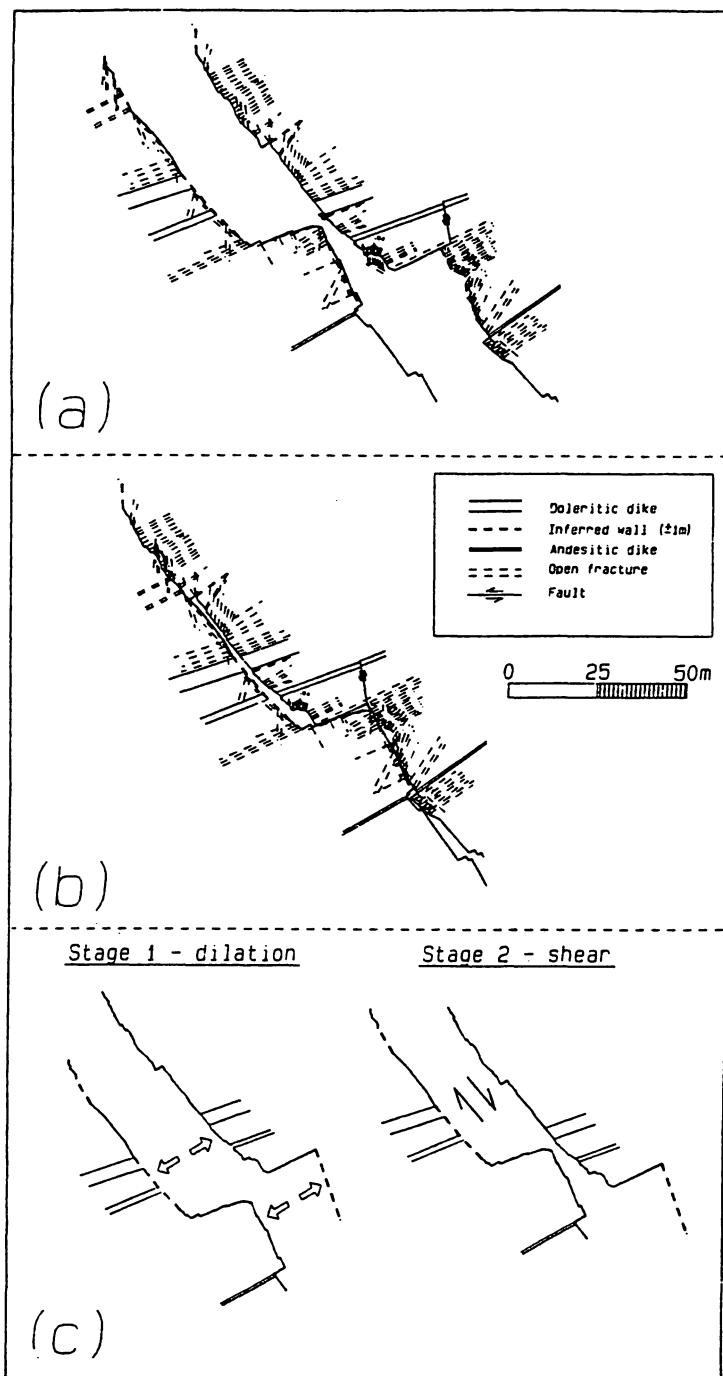 (a)
Doleritic dike
Inferred wall (±1m)
Andesitic dike
Open fracture
Fault
0 25 50m
(b)
Stage 1 - dilation
Stage 2 - shear
(c)